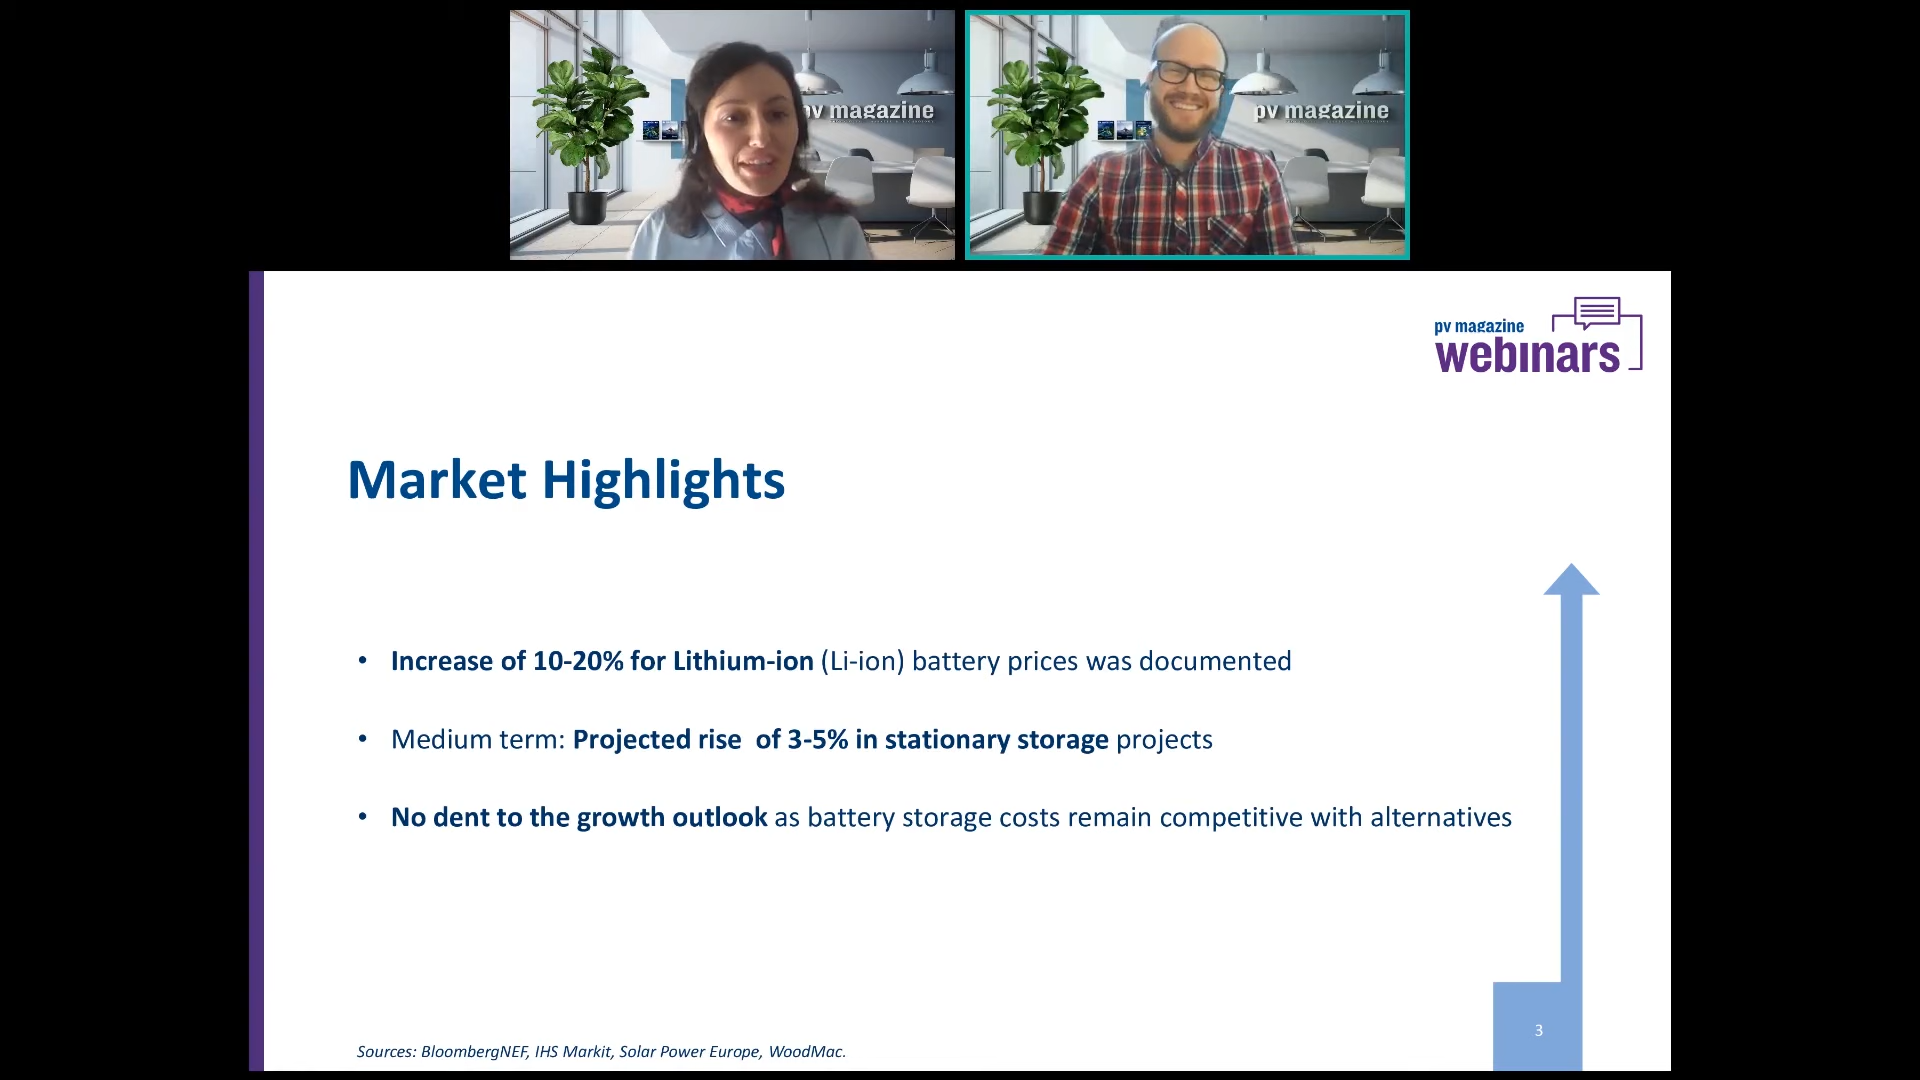 pv magazine
pv magazine
pv magazine
webinars
Market Highlights
• Increase of 10-20% for Lithium-ion (Li-ion) battery prices was documented
• Medium term: Projected rise  of 3-5% in stationary storage projects
• No dent to the growth outlook as battery storage costs remain competitive with alternatives
3
Sources: BloombergNEF, IHS Markit, Solar Power Europe, WoodMac.